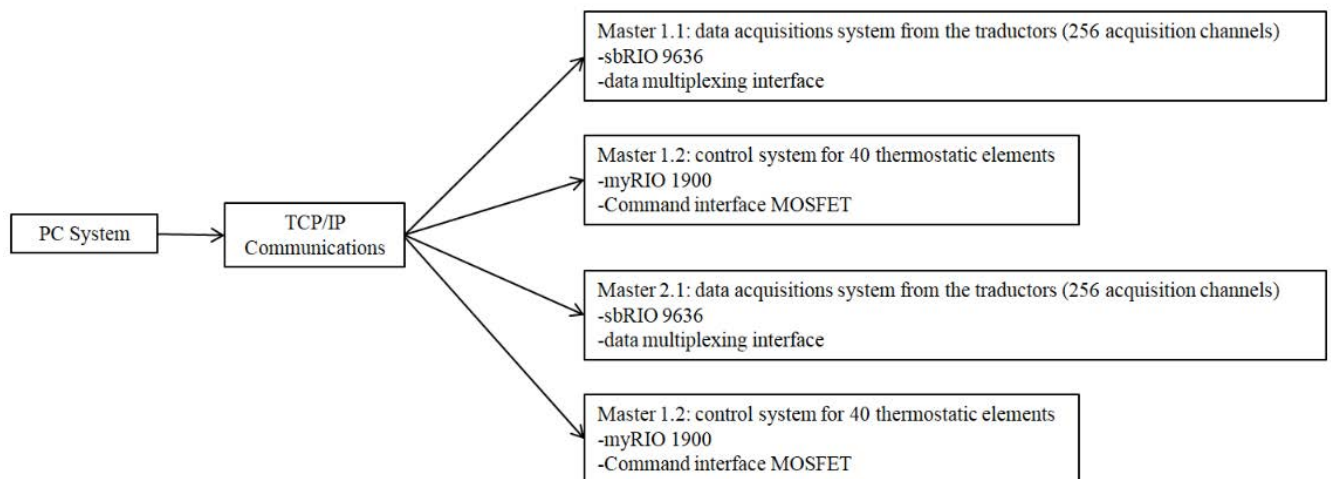 PC System
TCP/IP
Communications
Master 1.1: data acquisitions system from the traductors (256 acquisition channels)
-sbRIO 9636
-data multiplexing interface
Master 1.2: control system for 40 thermostatic elements
-myRIO 1900
-Command interface MOSFET
Master 2.1: data acquisitions system from the traductors (256 acquisition channels)
-sbRIO 9636
-data multiplexing interface
Master 1.2: control system for 40 thermostatic elements
-myRIO 1900
-Command interface MOSFET